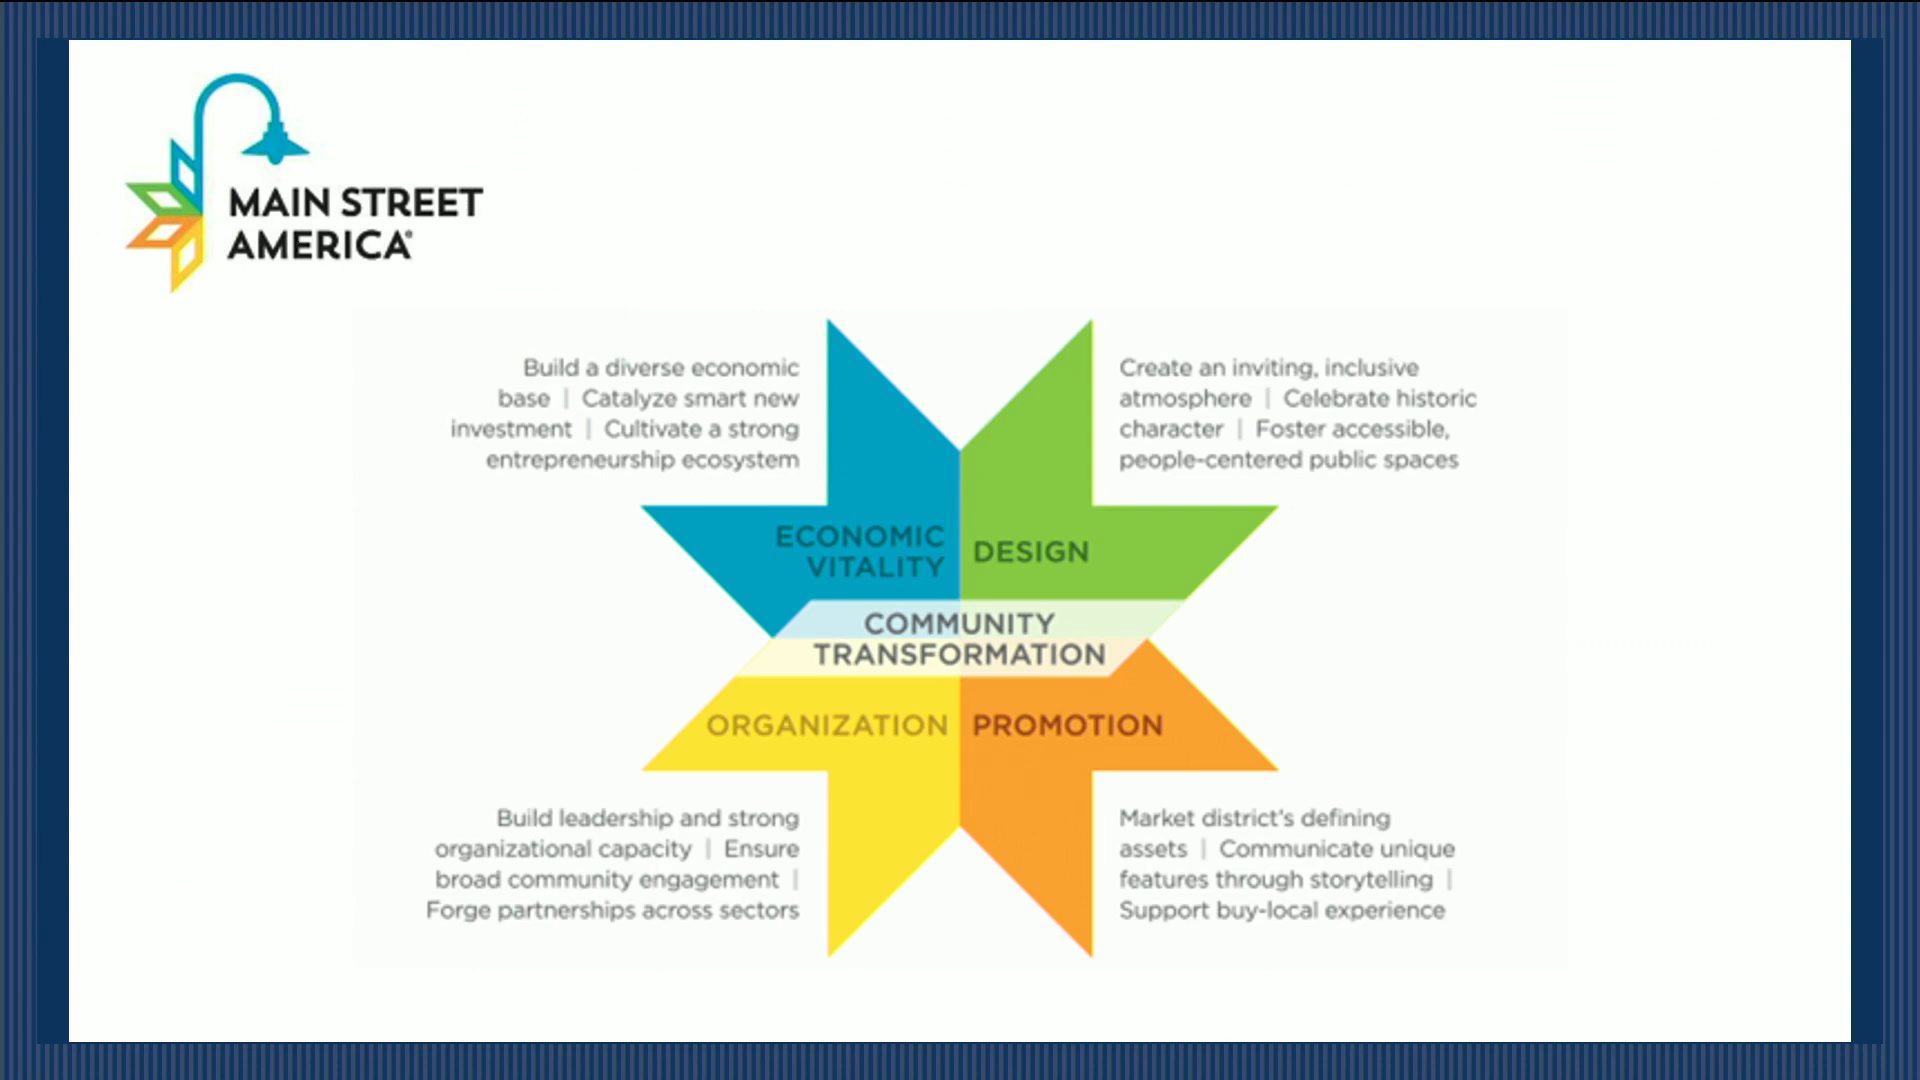 MAIN STREET
AMERICA®
Build a diverse economic
base | Catalyze smart new
investment | Cultivate a strong
entrepreneurship ecosystem
Create an inviting, inclusive
atmosphere | Celebrate historic
character | Foster accessible,
people-centered public spaces
ECONOMIC
VITALITY
DESIGN
COMMUNITY
TRANSFORMATION
ORGANIZATION
PROMOTION
Build leadership and strong
organizational capacity | Ensure
broad community engagement |
Forge partnerships across sectors
Market district's defining
assets | Communicate unique
features through storytelling |
Support buy-local experience